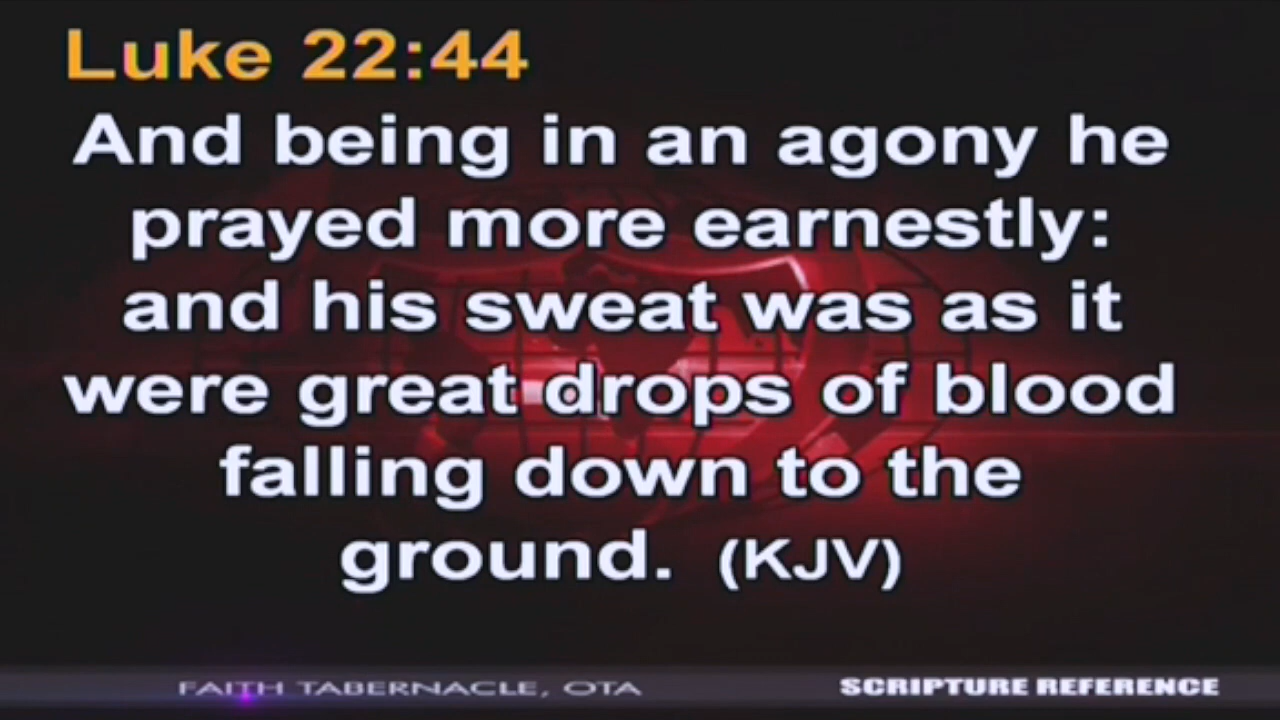 Luke 22:44
And being in an agony he
prayed more earnestly:
and his sweat was as it
were great drops of blood
falling down to the
ground. (KJV)
FAITH TABERNACLE, OTA
SCRIPTURE REFERENCE